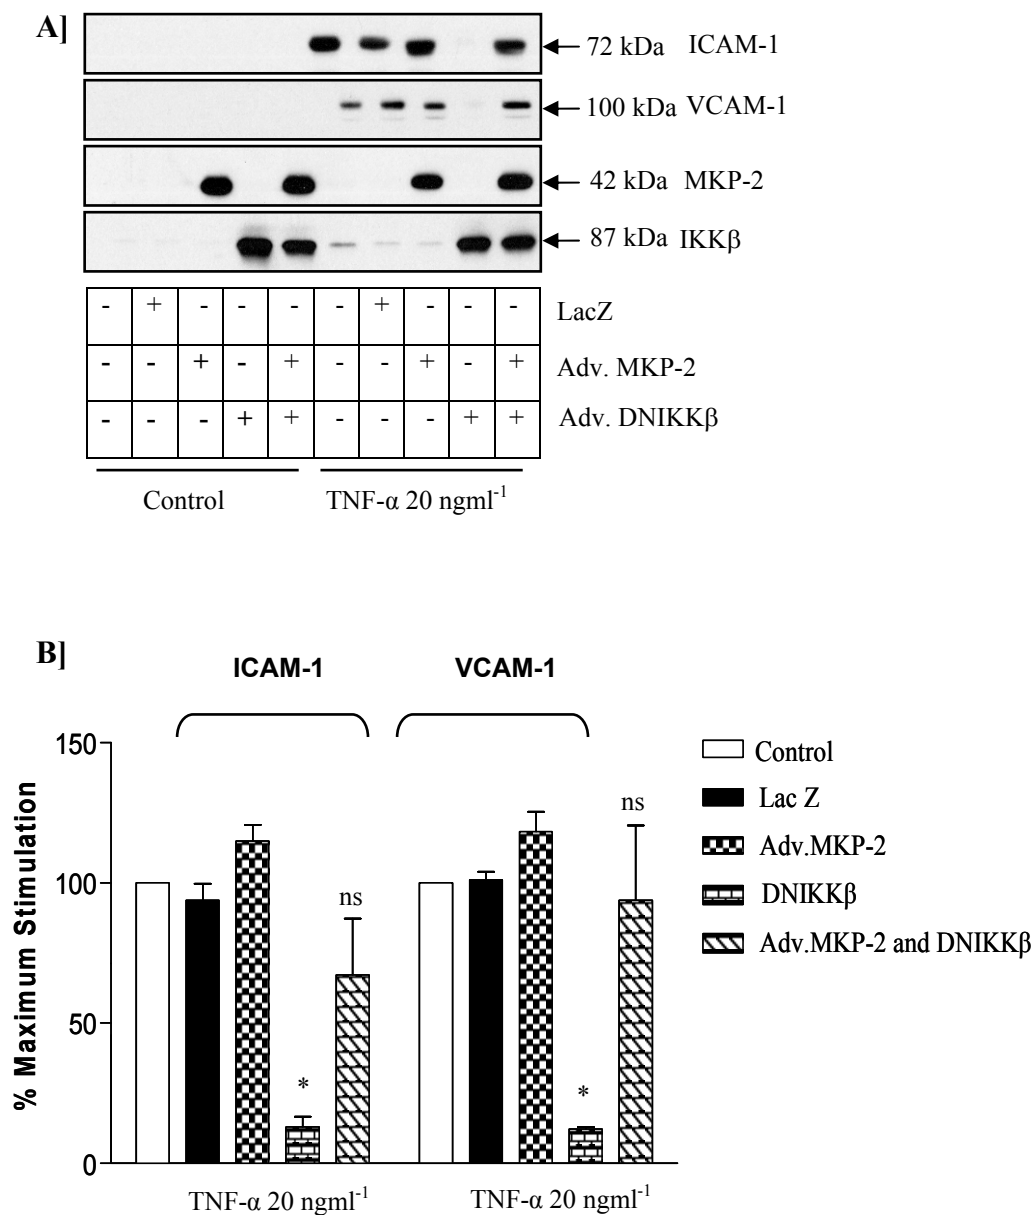 A]
72 kDa ICAM-1
100 kDa VCAM-1
42 kDa MKP-2
87 kDa IKKβ
- + - - - - + - - - LacZ
- - + - + - - + - + Adv. MKP-2
- - - + + - - - + + Adv. DNIKKβ
Control TNF-α 20 ngml⁻¹
B]
ICAM-1 VCAM-1
% Maximum Stimulation
150
100
50
0
ns
*
ns
*
TNF-α 20 ngml⁻¹ TNF-α 20 ngml⁻¹
Control
Lac Z
Adv.MKP-2
DNIKKβ
Adv.MKP-2 and DNIKKβ